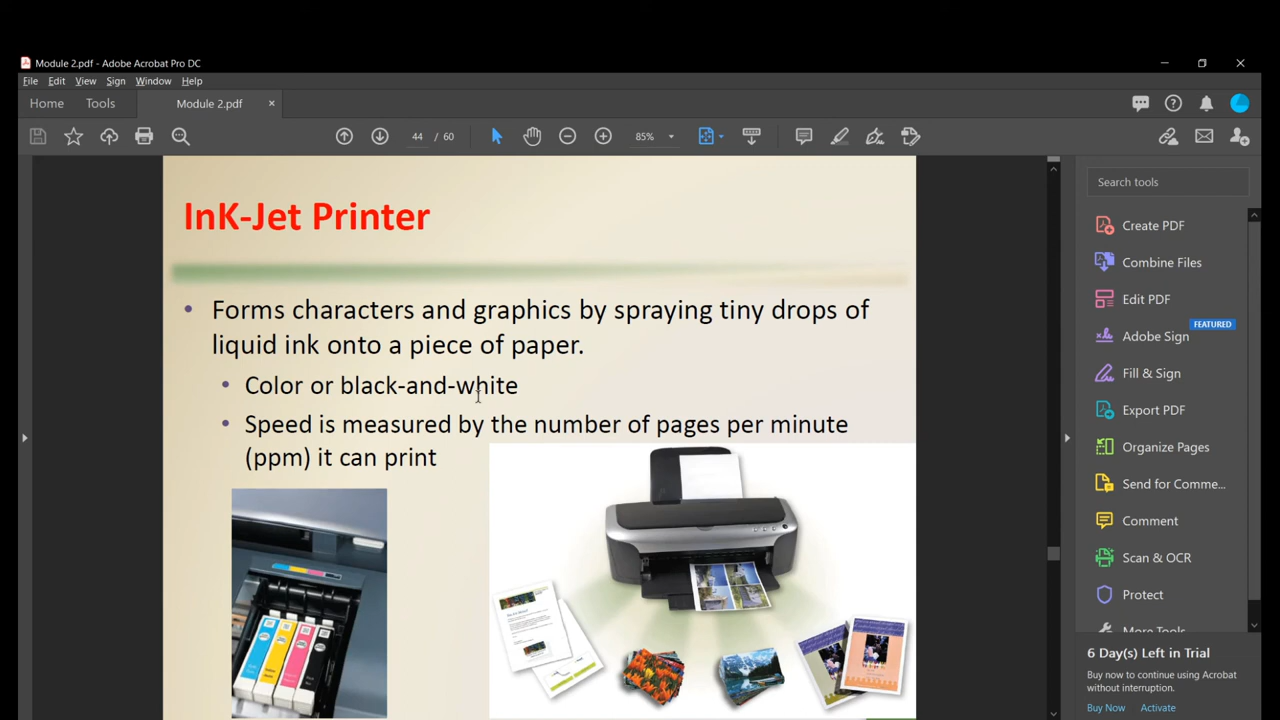 Module 2.pdf - Adobe Acrobat Pro DC
File Edit View Sign Window Help
Home Tools Module 2.pdf ×
44 / 60 85%
Search tools
InK-Jet Printer
• Forms characters and graphics by spraying tiny drops of
liquid ink onto a piece of paper.
• Color or black-and-white
• Speed is measured by the number of pages per minute
(ppm) it can print
Create PDF
Combine Files
Edit PDF
FEATURED
Adobe Sign
Fill & Sign
Export PDF
Organize Pages
Send for Comme...
Comment
Scan & OCR
Protect
More Tools
6 Day(s) Left in Trial
Buy now to continue using Acrobat
without interruption.
Buy Now Activate